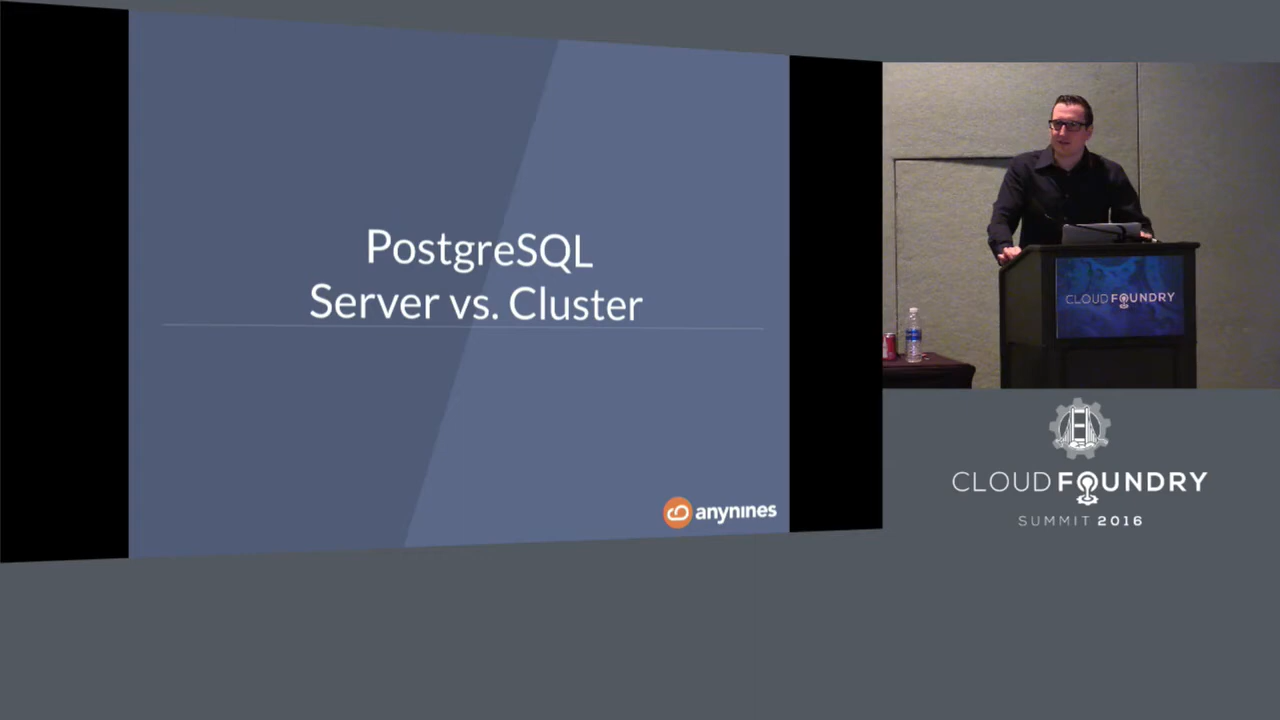 PostgreSQL
Server vs. Cluster
anynines
CLOUD FOUNDRY
CLOUD FOUNDRY
SUMMIT 2016